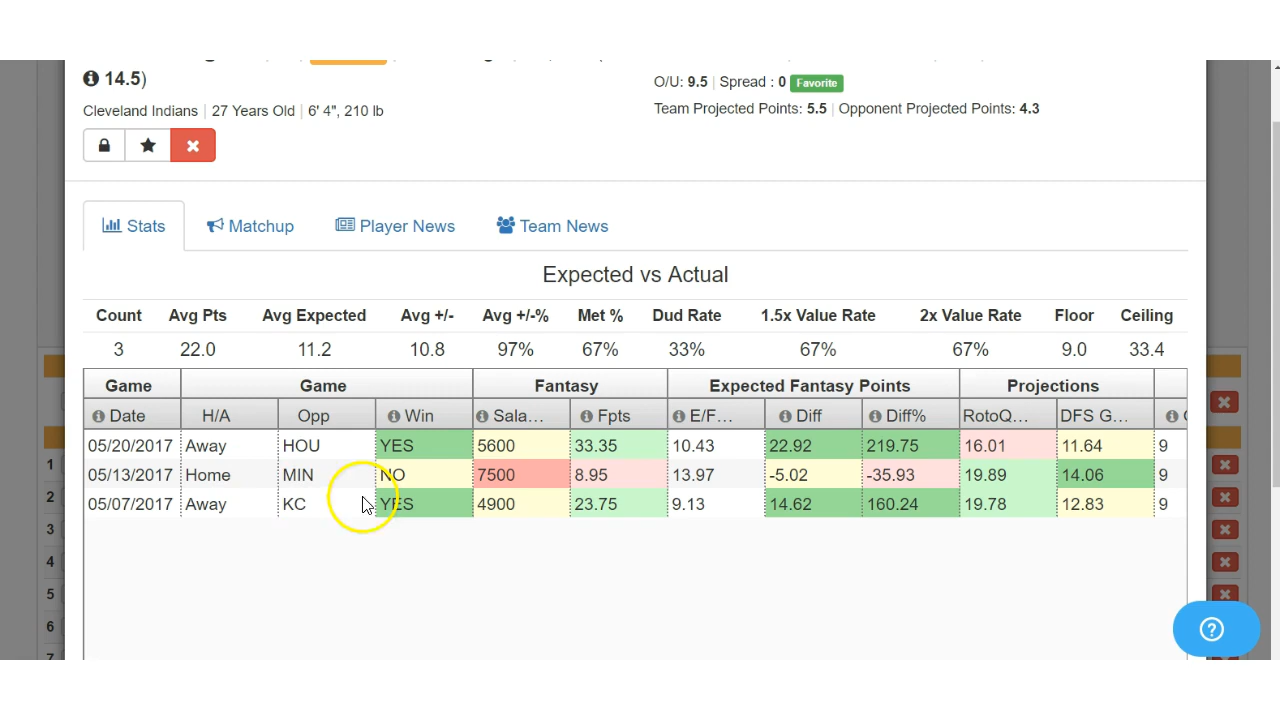 14.5)
O/U: 9.5 | Spread : 0 Favorite
Cleveland Indians | 27 Years Old | 6' 4", 210 lb
Team Projected Points: 5.5 | Opponent Projected Points: 4.3
Stats Matchup Player News Team News
Expected vs Actual
Count Avg Pts Avg Expected Avg +/- Avg +/-% Met % Dud Rate 1.5x Value Rate 2x Value Rate Floor Ceiling
3 22.0 11.2 10.8 97% 67% 33% 67% 67% 9.0 33.4
Game Game Fantasy Expected Fantasy Points Projections
Date H/A Opp Win Sala... Fpts E/F... Diff Diff% RotoQ... DFS G...
05/20/2017 Away HOU YES 5600 33.35 10.43 22.92 219.75 16.01 11.64 9
05/13/2017 Home MIN NO 7500 8.95 13.97 -5.02 -35.93 19.89 14.06 9
05/07/2017 Away KC YES 4900 23.75 9.13 14.62 160.24 19.78 12.83 9
1
2
3
4
5
6